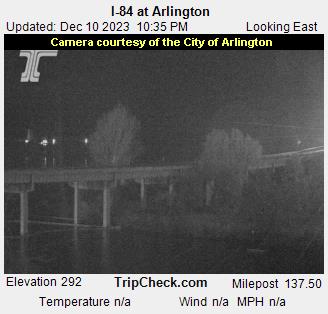 I-84 at Arlington
Updated: Dec 10 2023 10:35 PM Looking East
Camera courtesy of the City of Arlington
Elevation 292 TripCheck.com Milepost 137.50
Temperature n/a Wind n/a MPH n/a